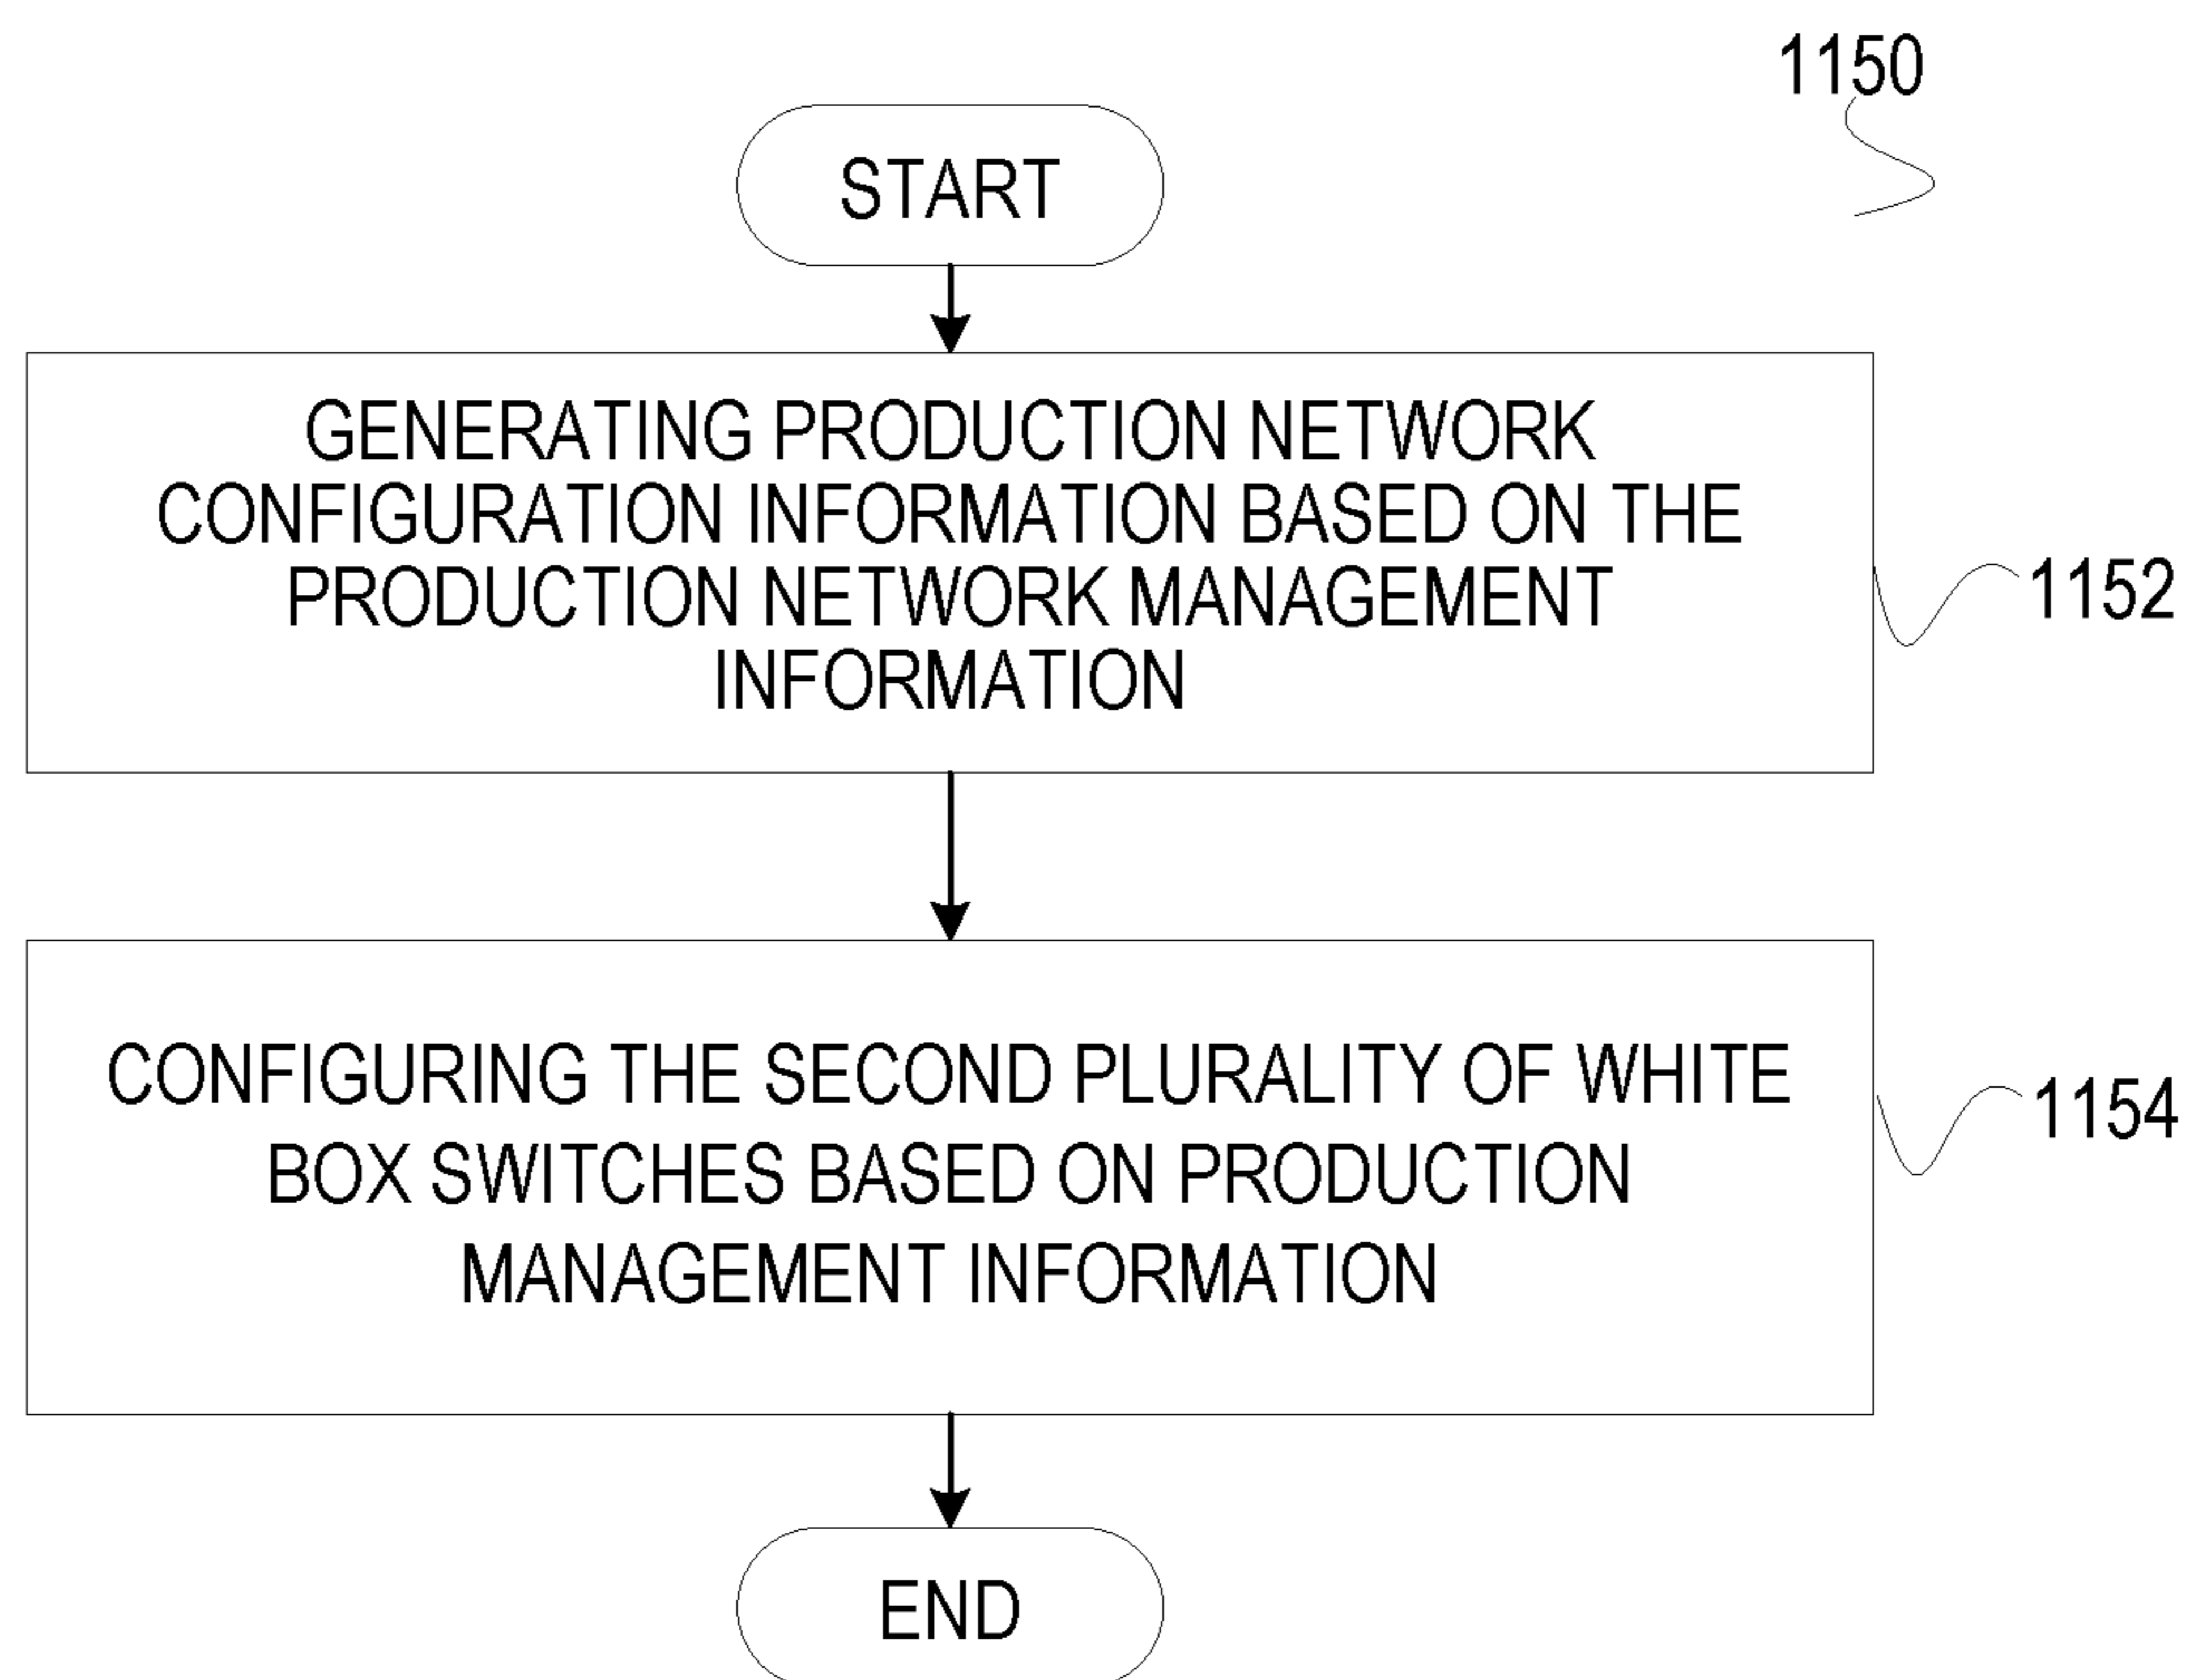 1150
START
GENERATING PRODUCTION NETWORK
CONFIGURATION INFORMATION BASED ON THE
PRODUCTION NETWORK MANAGEMENT
INFORMATION
1152
CONFIGURING THE SECOND PLURALITY OF WHITE
BOX SWITCHES BASED ON PRODUCTION
MANAGEMENT INFORMATION
1154
END